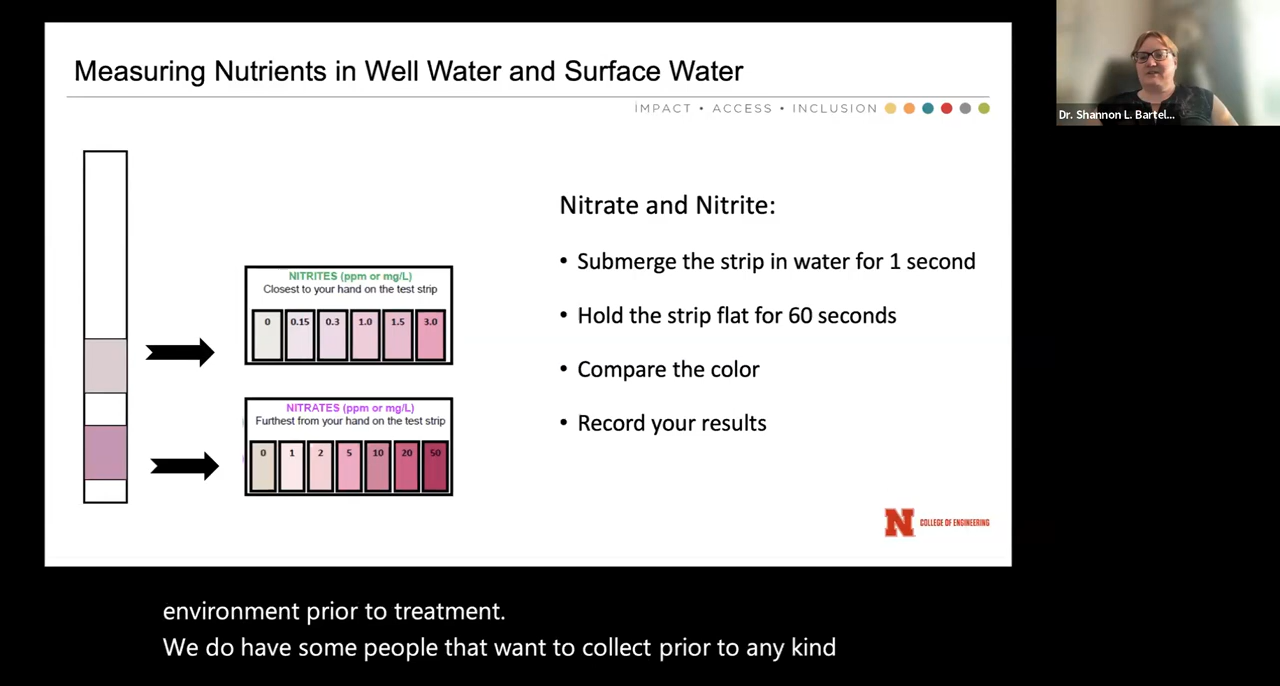 Measuring Nutrients in Well Water and Surface Water
IMPACT • ACCESS • INCLUSION
Dr. Shannon L. Bartel...
Nitrate and Nitrite:
• Submerge the strip in water for 1 second
• Hold the strip flat for 60 seconds
• Compare the color
• Record your results
NITRITES (ppm or mg/L)
Closest to your hand on the test strip
0 0.15 0.3 1.0 1.5 3.0
NITRATES (ppm or mg/L)
Furthest from your hand on the test strip
0 1 2 5 10 20 50
N COLLEGE OF ENGINEERING
environment prior to treatment.
We do have some people that want to collect prior to any kind